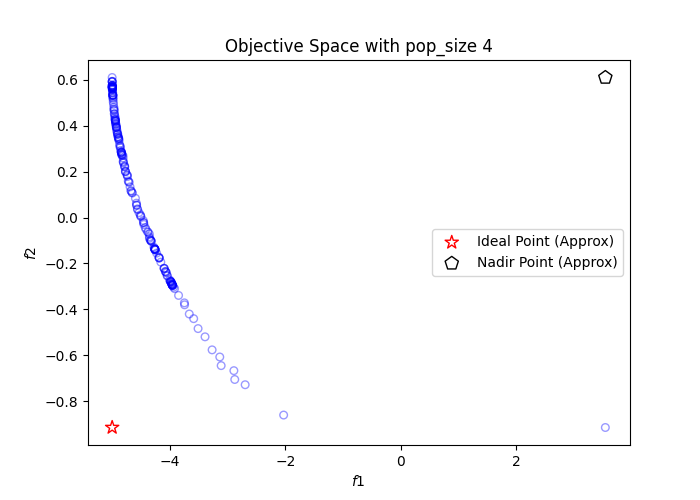 Objective Space with pop_size 4
0.6
0.4
0.2
0.0
−0.2
−0.4
−0.6
−0.8
f2
Ideal Point (Approx)
Nadir Point (Approx)
−4
−2
0
2
f1